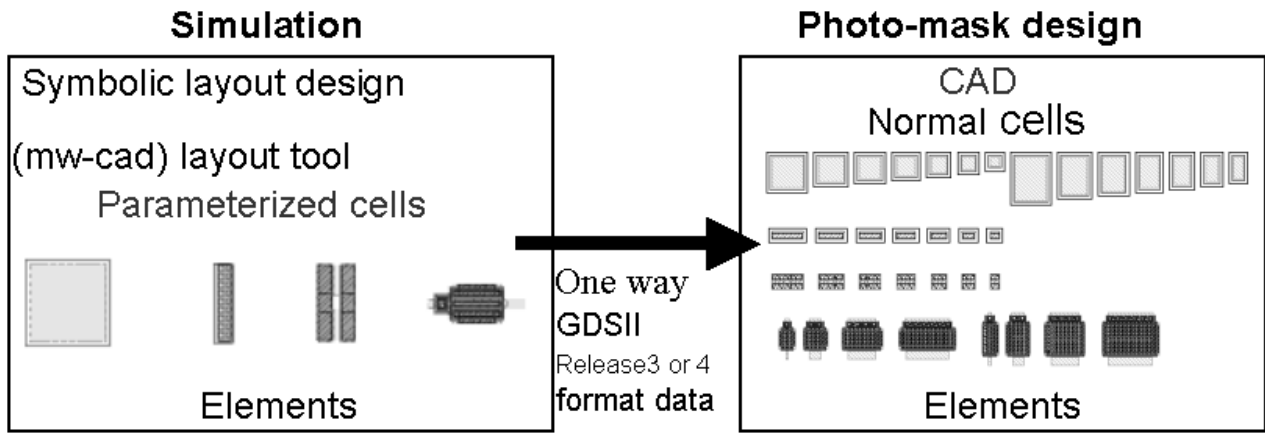 Simulation
Symbolic layout design
(mw-cad) layout tool
Parameterized cells
Elements
One way
GDSII
Release3 or 4
format data
Photo-mask design
CAD
Normal cells
Elements